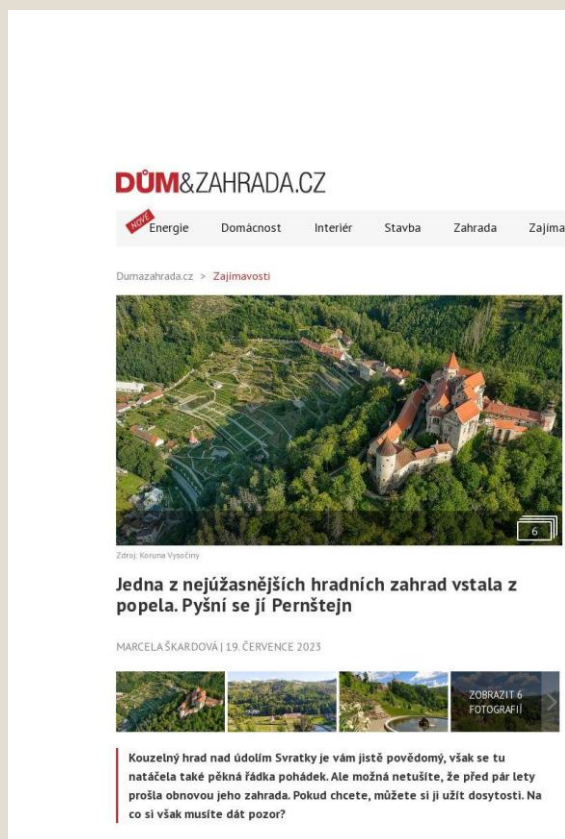 DŮM&ZAHRADA.CZ
NOVÉ
Energie Domácnost Interiér Stavba Zahrada Zajíma
Dumazahrada.cz > Zajímavosti
6
Zdroj: Koruna Vysočiny
Jedna z nejúžasnějších hradních zahrad vstala z
popela. Pyšní se jí Pernštejn
MARCELA ŠKARDOVÁ | 19. ČERVENCE 2023
ZOBRAZIT 6
FOTOGRAFIÍ
Kouzelný hrad nad údolím Svratky je vám jistě povědomý, však se tu
natáčela také pěkná řádka pohádek. Ale možná netušíte, že před pár lety
prošla obnovou jeho zahrada. Pokud chcete, můžete si ji užít dosytosti. Na
co si však musíte dát pozor?